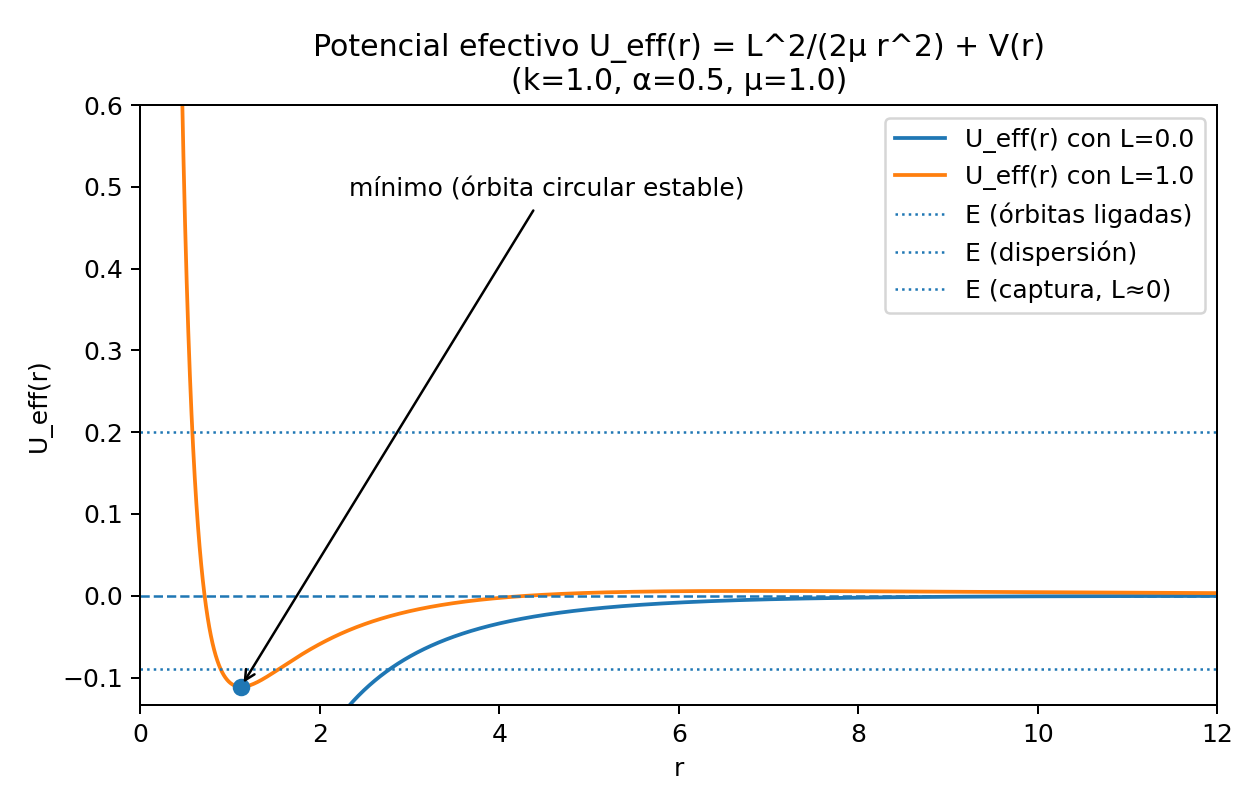 Potencial efectivo U_eff(r) = L^2/(2μ r^2) + V(r)
(k=1.0, α=0.5, μ=1.0)
U_eff(r) con L=0.0
U_eff(r) con L=1.0
E (órbitas ligadas)
E (dispersión)
E (captura, L≈0)
mínimo (órbita circular estable)
U_eff(r)
0.6
0.5
0.4
0.3
0.2
0.1
0.0
−0.1
0
2
4
6
8
10
12
r